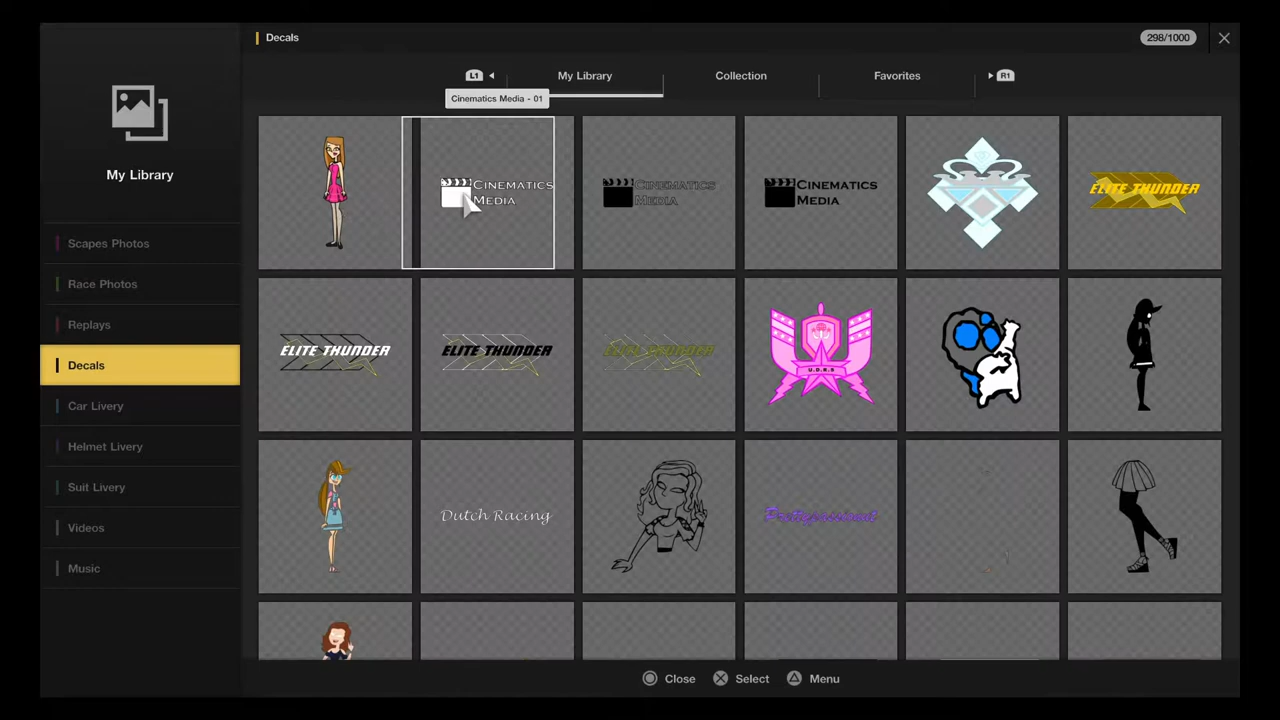 Decals
298/1000
L1
My Library
Collection
Favorites
R1
Cinematics Media - 01
My Library
Scapes Photos
Race Photos
Replays
Decals
Car Livery
Helmet Livery
Suit Livery
Videos
Music
CINEMATICS
MEDIA
CINEMATICS
MEDIA
CINEMATICS
MEDIA
ELITE THUNDER
ELITE THUNDER
ELITE THUNDER
ELITE THUNDER
Dutch Racing
Close
Select
Menu